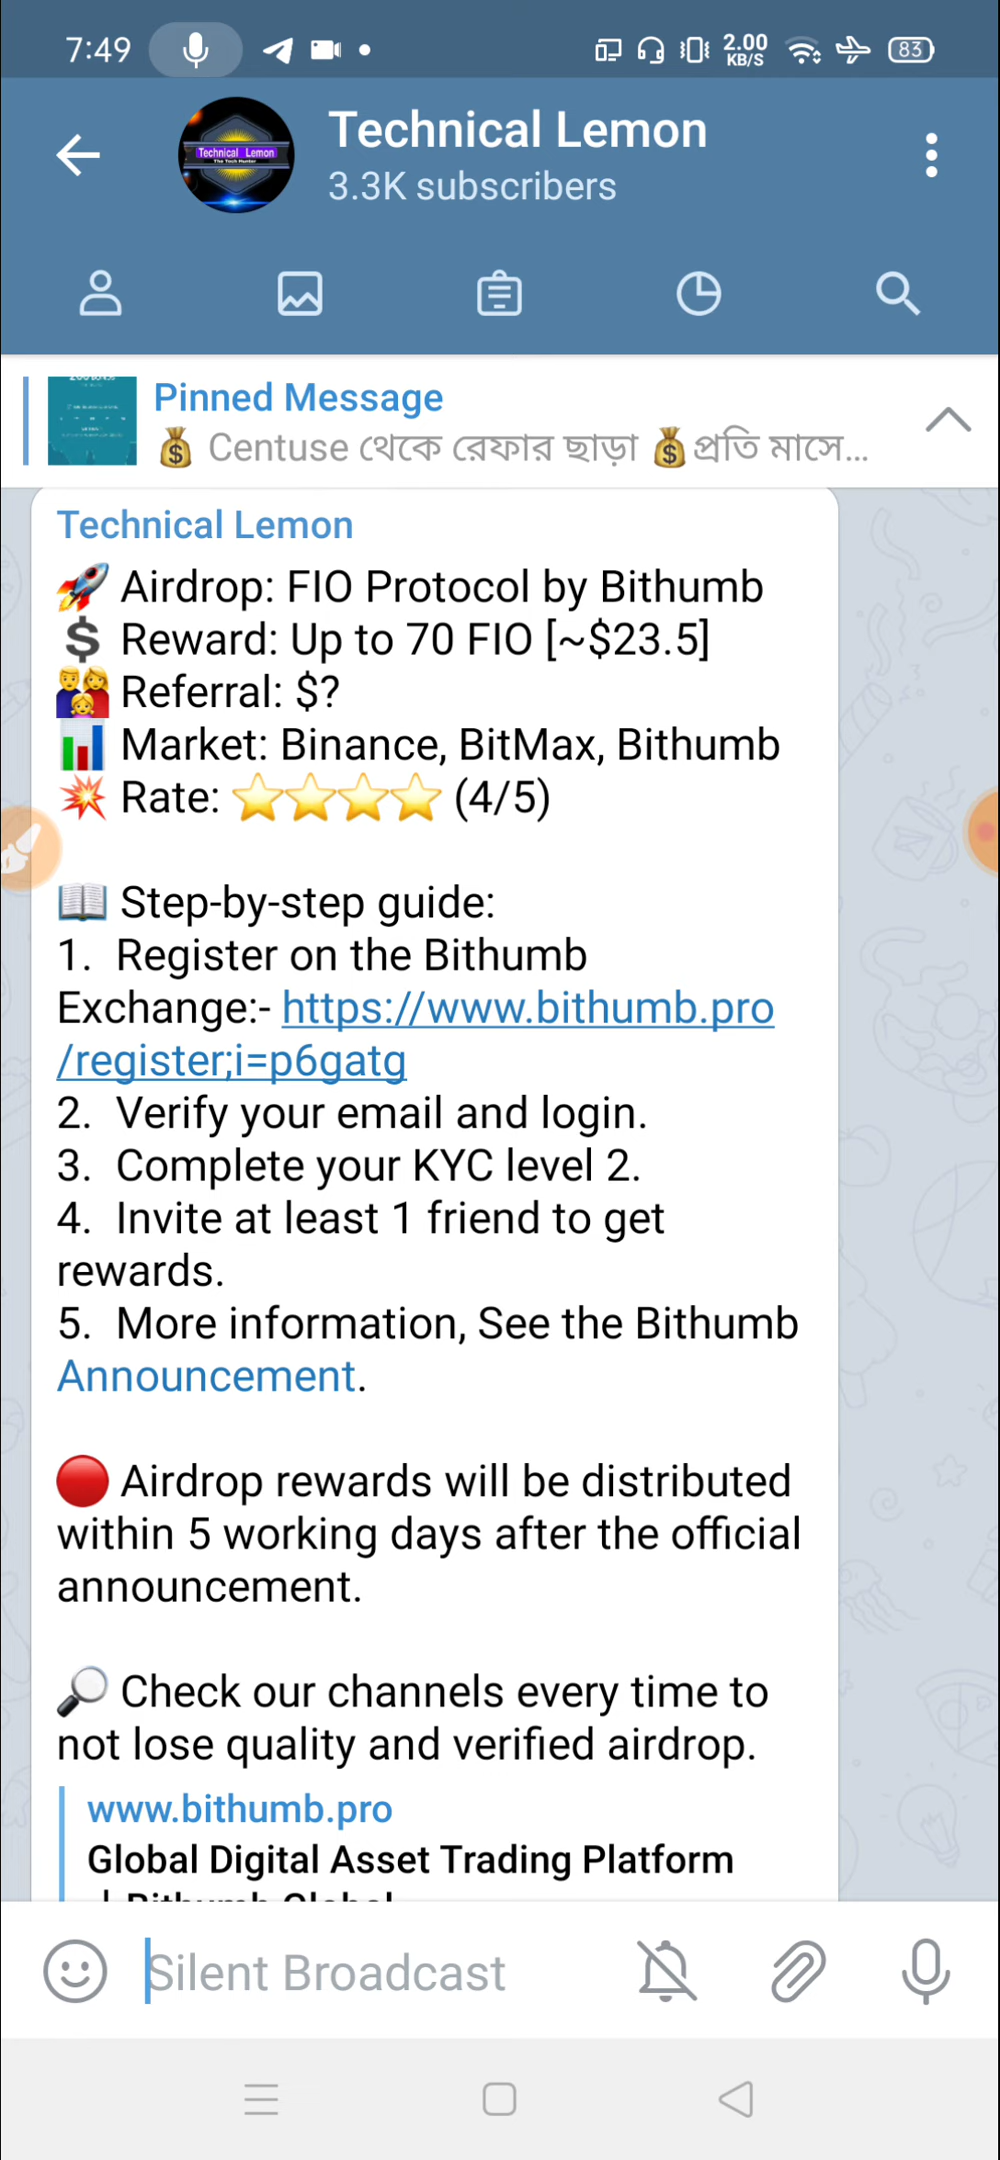 7:49
2.00
KB/S
83
Technical Lemon
Technical Lemon
3.3K subscribers
Pinned Message
💰 Centuse থেকে রেফার ছাড়া 💰প্রতি মাসে...
Technical Lemon
🚀 Airdrop: FIO Protocol by Bithumb
💲 Reward: Up to 70 FIO [~$23.5]
👨‍👩‍👧 Referral: $?
📊 Market: Binance, BitMax, Bithumb
💥 Rate: ⭐⭐⭐⭐ (4/5)
📖 Step-by-step guide:
1. Register on the Bithumb
Exchange:- https://www.bithumb.pro
/register;i=p6gatg
2. Verify your email and login.
3. Complete your KYC level 2.
4. Invite at least 1 friend to get
rewards.
5. More information, See the Bithumb
Announcement.
🔴 Airdrop rewards will be distributed
within 5 working days after the official
announcement.
🔎 Check our channels every time to
not lose quality and verified airdrop.
www.bithumb.pro
Global Digital Asset Trading Platform
| Bithumb Global
Silent Broadcast